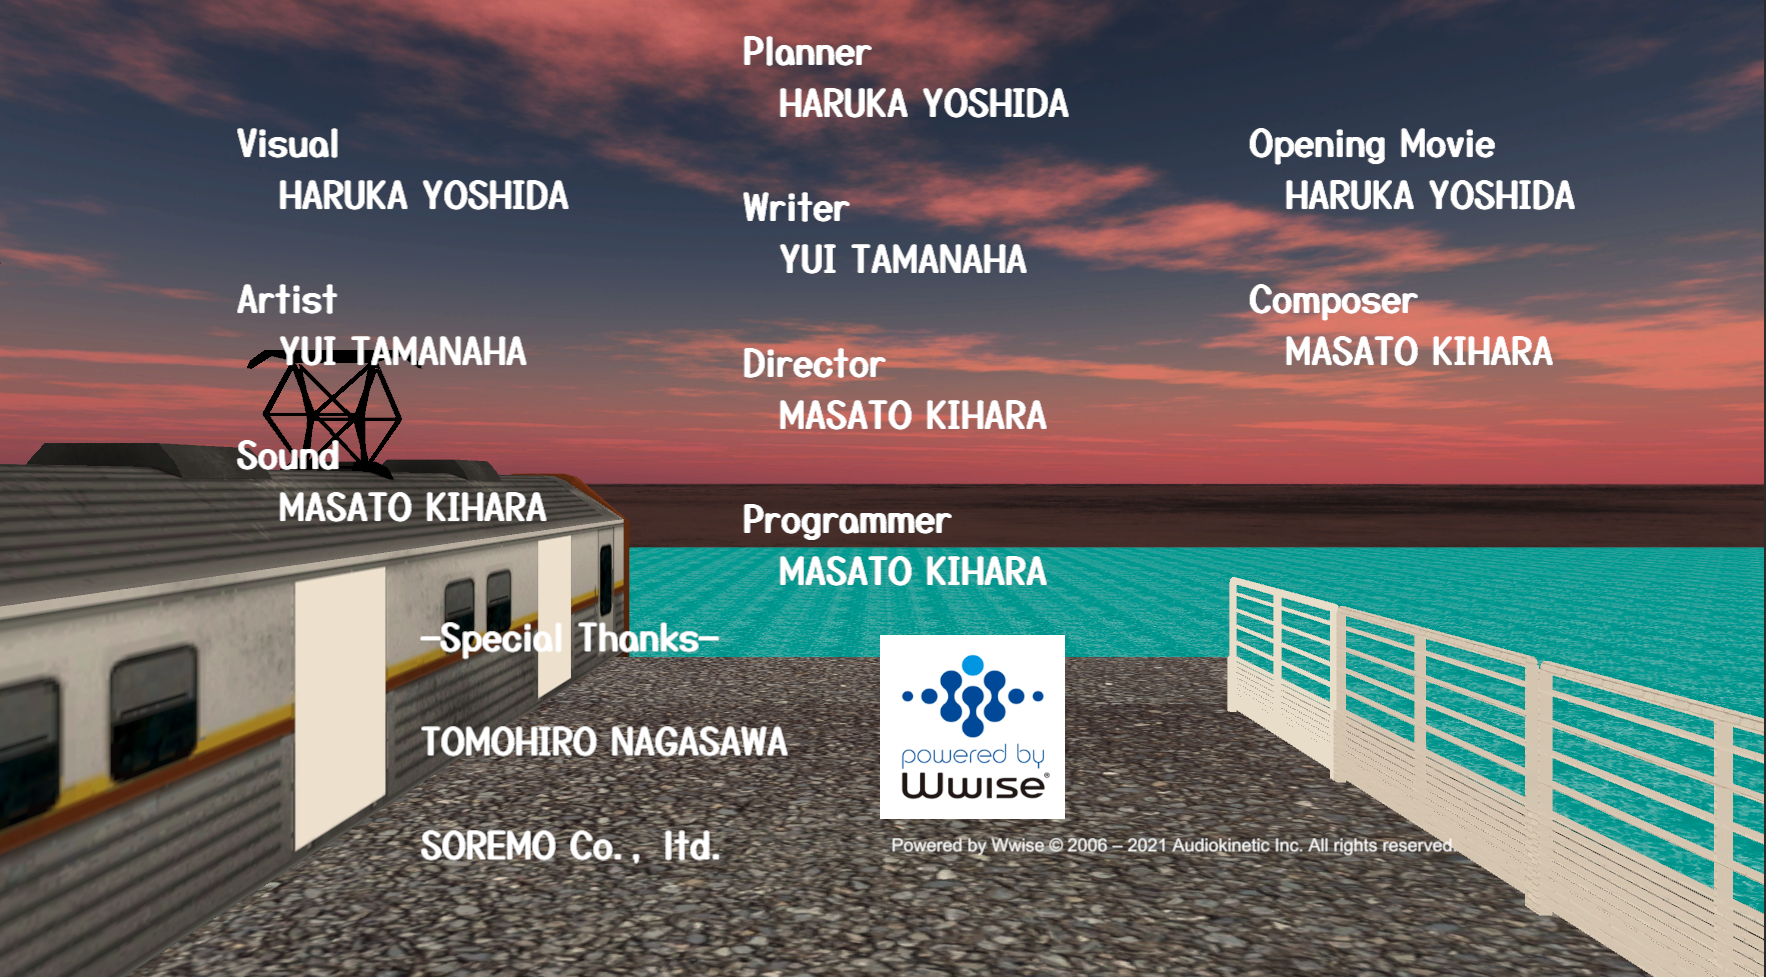 Visual
HARUKA YOSHIDA
Artist
YUI TAMANAHA
Sound
MASATO KIHARA
Planner
HARUKA YOSHIDA
Writer
YUI TAMANAHA
Director
MASATO KIHARA
Programmer
MASATO KIHARA
Opening Movie
HARUKA YOSHIDA
Composer
MASATO KIHARA
-Special Thanks-
TOMOHIRO NAGASAWA
SOREMO Co., ltd.
powered by
Wwise®
Powered by Wwise © 2006 – 2021 Audiokinetic Inc. All rights reserved.